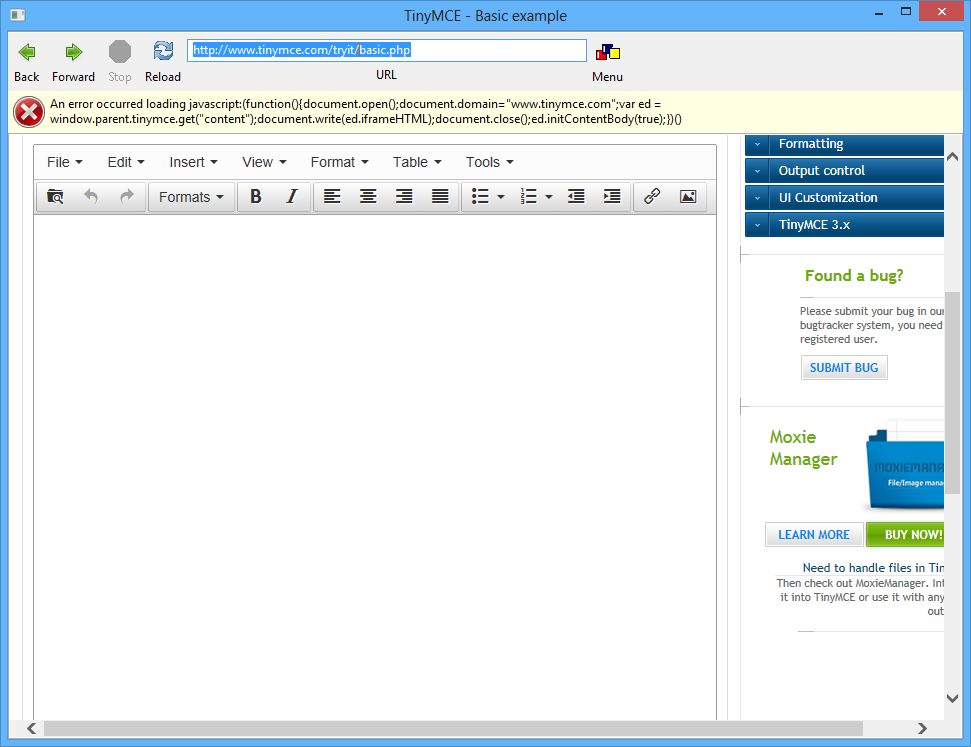 TinyMCE - Basic example
http://www.tinymce.com/tryit/basic.php
Back Forward Stop Reload URL Menu
An error occurred loading javascript:(function(){document.open();document.domain="www.tinymce.com";var ed =
window.parent.tinymce.get("content");document.write(ed.iframeHTML);document.close();ed.initContentBody(true);})()
File Edit Insert View Format Table Tools
Formats B I
Formatting
Output control
UI Customization
TinyMCE 3.x
Found a bug?
Please submit your bug in our
bugtracker system, you need
registered user.
SUBMIT BUG
Moxie
Manager
MOXIEMANA
File/Image mana
LEARN MORE BUY NOW!
Need to handle files in Tin
Then check out MoxieManager. Int
it into TinyMCE or use it with any
out